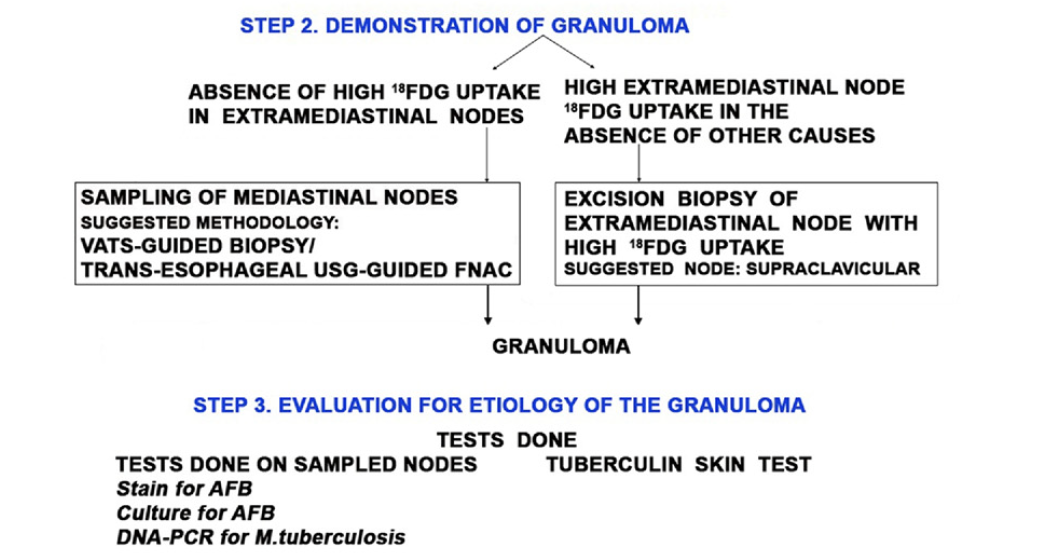 STEP 2. DEMONSTRATION OF GRANULOMA
ABSENCE OF HIGH ¹⁸FDG UPTAKE
IN EXTRAMEDIASTINAL NODES
HIGH EXTRAMEDIASTINAL NODE
¹⁸FDG UPTAKE IN THE
ABSENCE OF OTHER CAUSES
SAMPLING OF MEDIASTINAL NODES
SUGGESTED METHODOLOGY:
VATS-GUIDED BIOPSY/
TRANS-ESOPHAGEAL USG-GUIDED FNAC
EXCISION BIOPSY OF
EXTRAMEDIASTINAL NODE WITH
HIGH ¹⁸FDG UPTAKE
SUGGESTED NODE: SUPRACLAVICULAR
GRANULOMA
STEP 3. EVALUATION FOR ETIOLOGY OF THE GRANULOMA
TESTS DONE
TESTS DONE ON SAMPLED NODES
TUBERCULIN SKIN TEST
Stain for AFB
Culture for AFB
DNA-PCR for M.tuberculosis